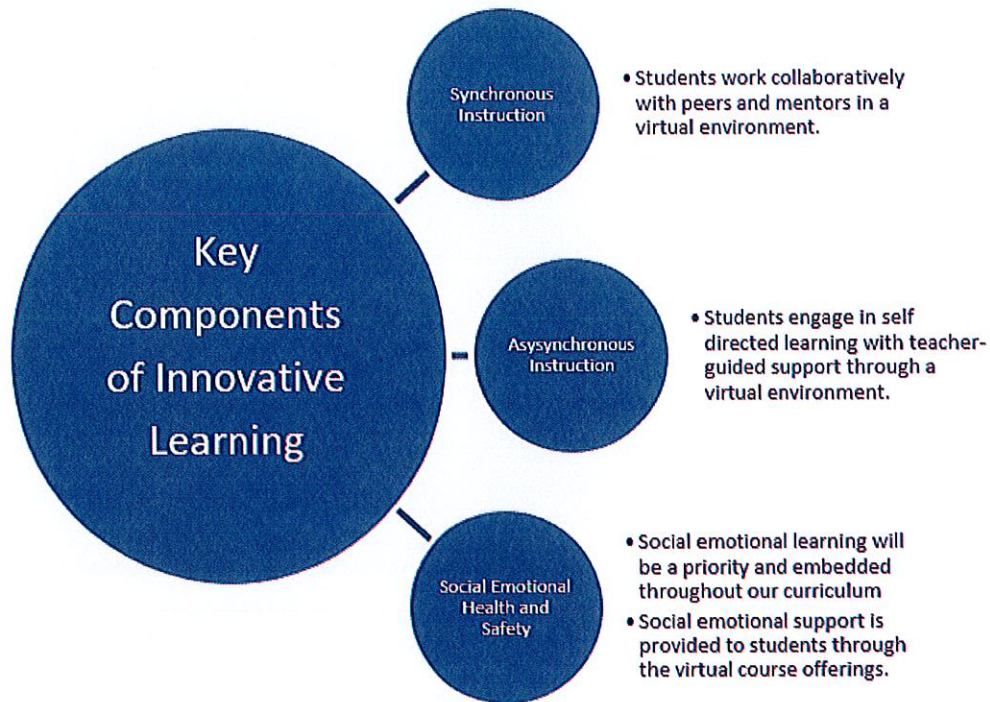 Key
Components
of Innovative
Learning
Synchronous
Instruction
• Students work collaboratively
with peers and mentors in a
virtual environment.
Asysynchronous
Instruction
• Students engage in self
directed learning with teacher-
guided support through a
virtual environment.
Social Emotional
Health and
Safety
• Social emotional learning will
be a priority and embedded
throughout our curriculum
• Social emotional support is
provided to students through
the virtual course offerings.